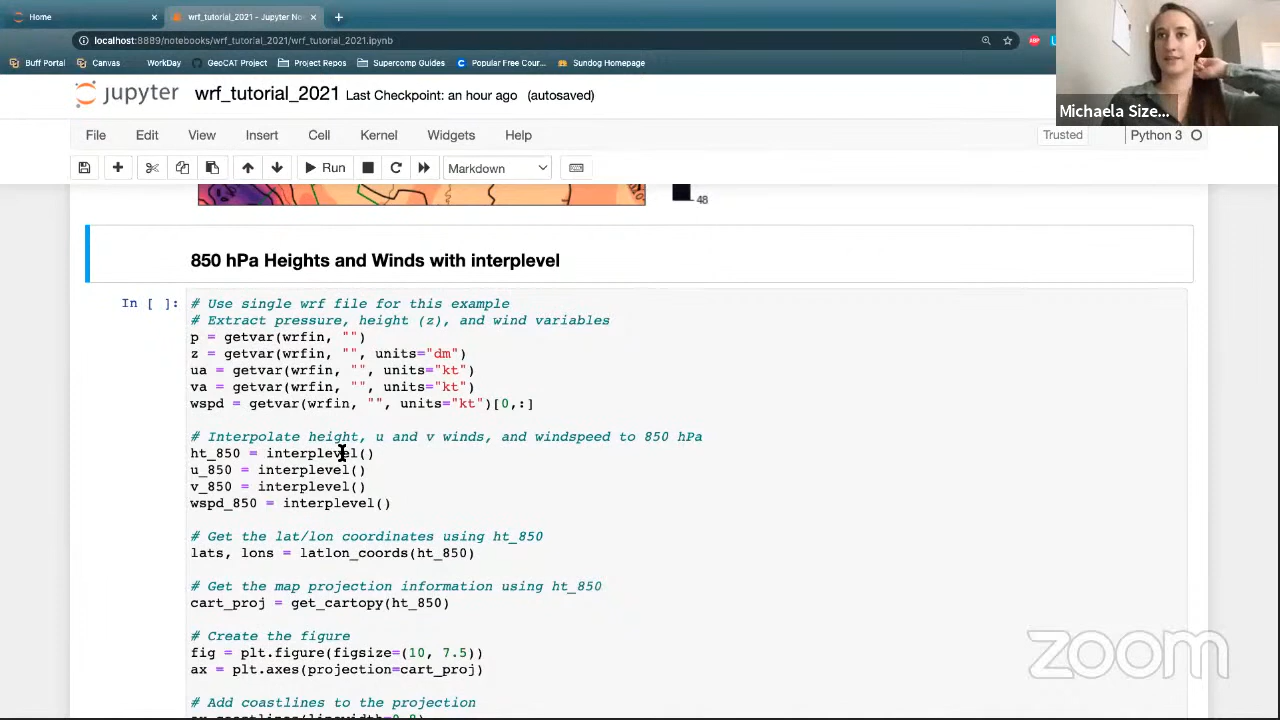 Home
wrf_tutorial_2021 - Jupyter No
localhost:8889/notebooks/wrf_tutorial_2021/wrf_tutorial_2021.ipynb
ABP
Buff Portal Canvas WorkDay GeoCAT Project Project Repos Supercomp Guides Popular Free Cour... Sundog Homepage
Michaela Size...
jupyter wrf_tutorial_2021 Last Checkpoint: an hour ago (autosaved)
File Edit View Insert Cell Kernel Widgets Help
Trusted Python 3
Run Markdown
48
850 hPa Heights and Winds with interplevel
In [ ]:
# Use single wrf file for this example
# Extract pressure, height (z), and wind variables
p = getvar(wrfin, "")
z = getvar(wrfin, "", units="dm")
ua = getvar(wrfin, "", units="kt")
va = getvar(wrfin, "", units="kt")
wspd = getvar(wrfin, "", units="kt")[0,:]
# Interpolate height, u and v winds, and windspeed to 850 hPa
ht_850 = interplevel()
u_850 = interplevel()
v_850 = interplevel()
wspd_850 = interplevel()
# Get the lat/lon coordinates using ht_850
lats, lons = latlon_coords(ht_850)
# Get the map projection information using ht_850
cart_proj = get_cartopy(ht_850)
# Create the figure
fig = plt.figure(figsize=(10, 7.5))
ax = plt.axes(projection=cart_proj)
# Add coastlines to the projection
zoom